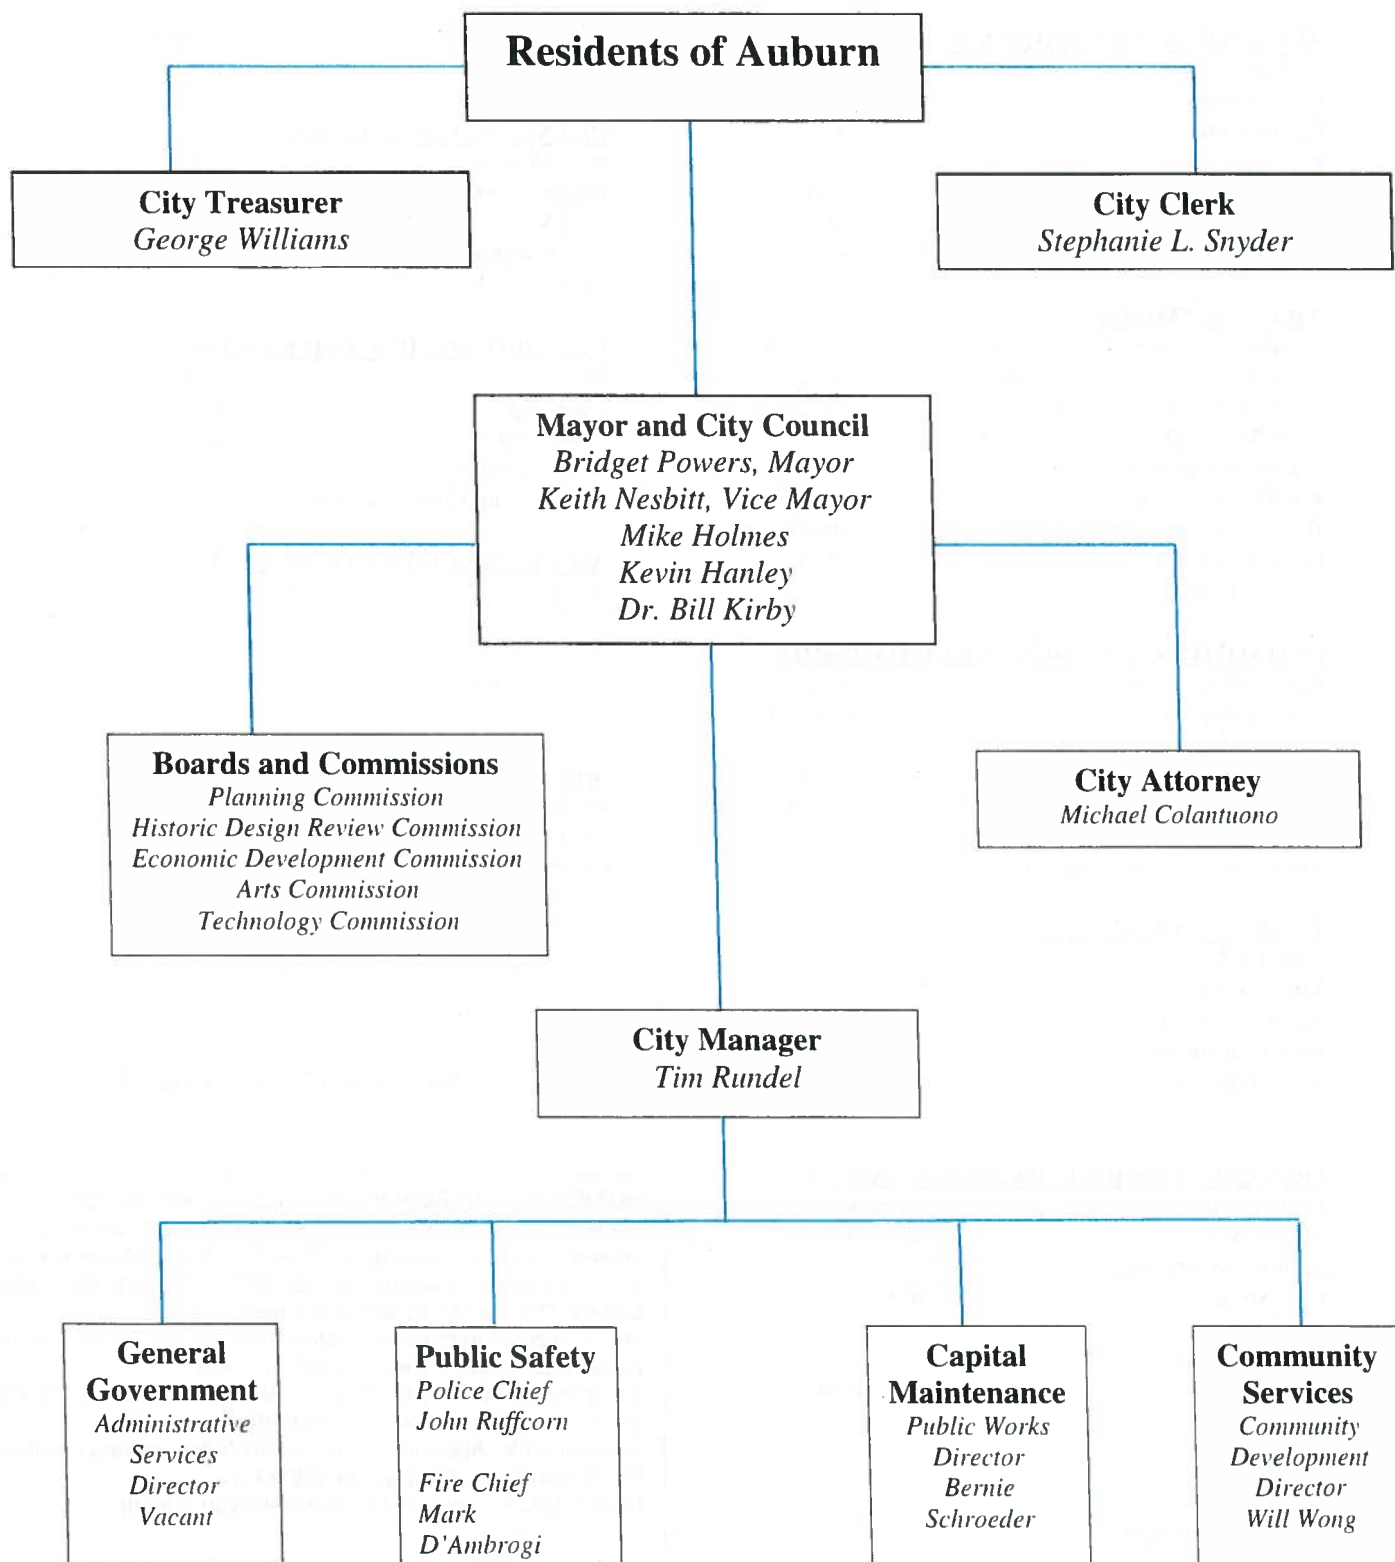 Residents of Auburn
City Treasurer
George Williams
City Clerk
Stephanie L. Snyder
Mayor and City Council
Bridget Powers, Mayor
Keith Nesbitt, Vice Mayor
Mike Holmes
Kevin Hanley
Dr. Bill Kirby
Boards and Commissions
Planning Commission
Historic Design Review Commission
Economic Development Commission
Arts Commission
Technology Commission
City Attorney
Michael Colantuono
City Manager
Tim Rundel
General
Government
Administrative
Services
Director
Vacant
Public Safety
Police Chief
John Ruffcorn
Fire Chief
Mark
D'Ambrogi
Capital
Maintenance
Public Works
Director
Bernie
Schroeder
Community
Services
Community
Development
Director
Will Wong